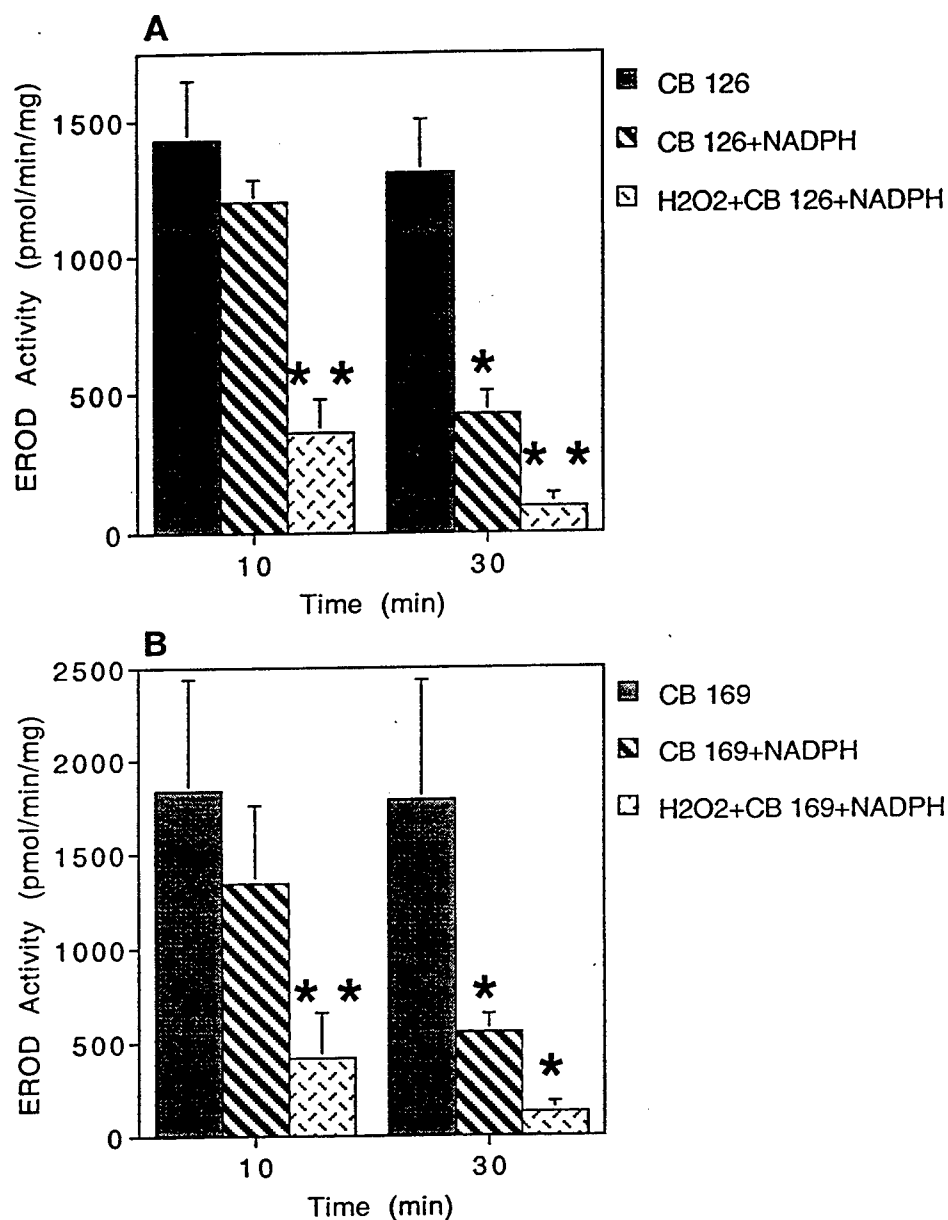 A
EROD Activity (pmol/min/mg)
1500
1000
500
0
* *
*
* *
10
30
Time (min)
CB 126
CB 126+NADPH
H2O2+CB 126+NADPH
B
EROD Activity (pmol/min/mg)
2500
2000
1500
1000
500
0
* *
*
*
10
30
Time (min)
CB 169
CB 169+NADPH
H2O2+CB 169+NADPH